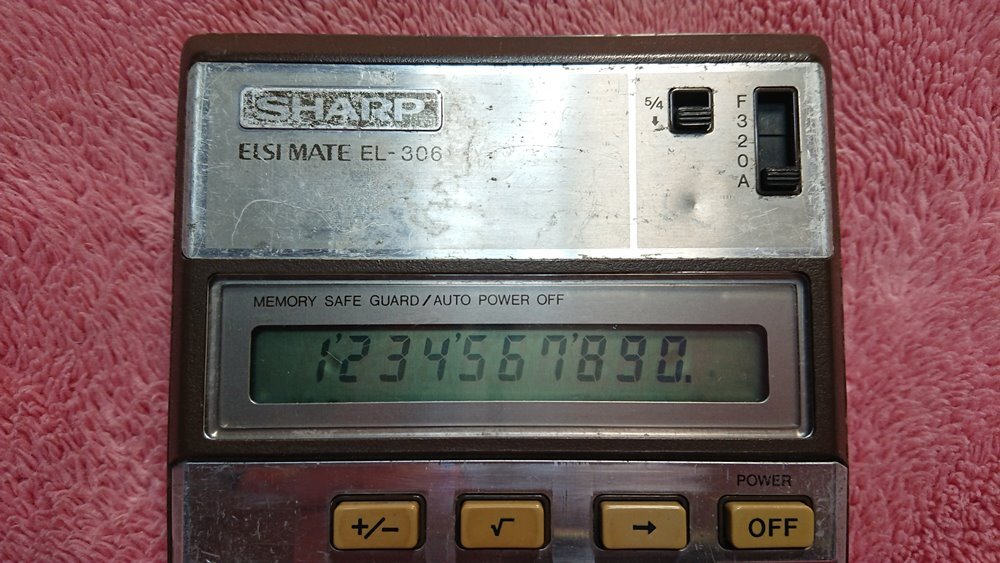 SHARP
ELSI MATE EL-306
5/4
↓
F
3
2
0
A
MEMORY SAFE GUARD/AUTO POWER OFF
1'234'567'890.
POWER
+/− √ → OFF